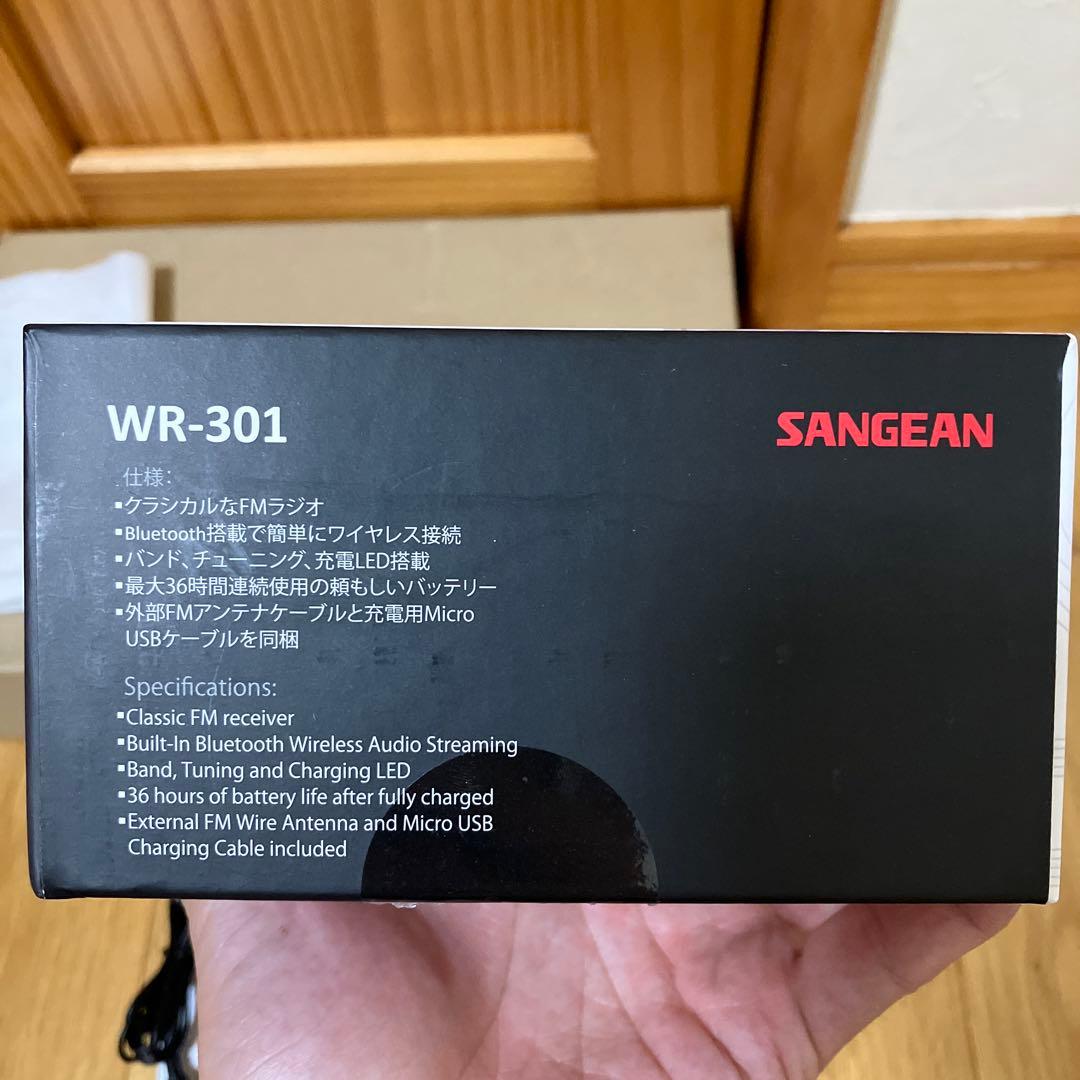 WR-301
SANGEAN
仕様：
▪クラシカルなFMラジオ
▪Bluetooth搭載で簡単にワイヤレス接続
▪バンド、チューニング、充電LED搭載
▪最大36時間連続使用の頼もしいバッテリー
▪外部FMアンテナケーブルと充電用Micro
USBケーブルを同梱
Specifications:
▪Classic FM receiver
▪Built-In Bluetooth Wireless Audio Streaming
▪Band, Tuning and Charging LED
▪36 hours of battery life after fully charged
▪External FM Wire Antenna and Micro USB
Charging Cable included